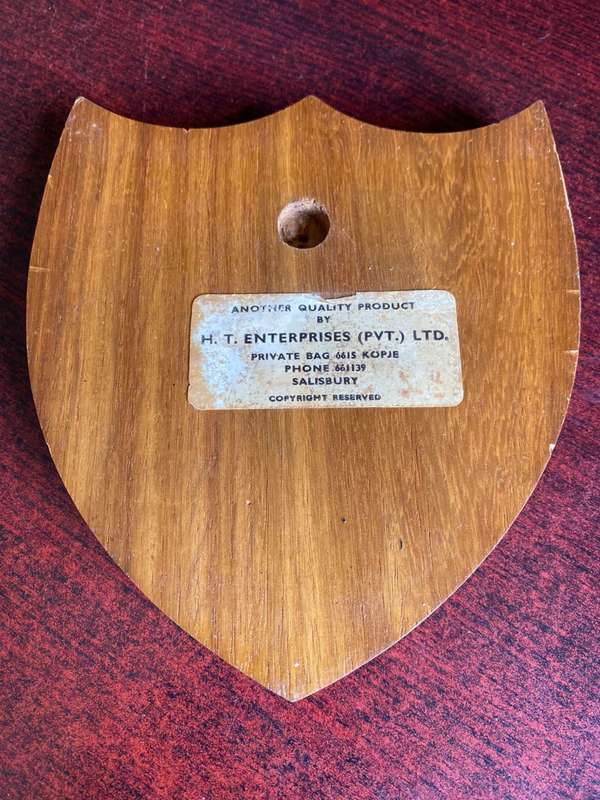 ANOTHER QUALITY PRODUCT
BY
H. T. ENTERPRISES (PVT.) LTD.
PRIVATE BAG 6615 KOPJE
PHONE 661139
SALISBURY
COPYRIGHT RESERVED